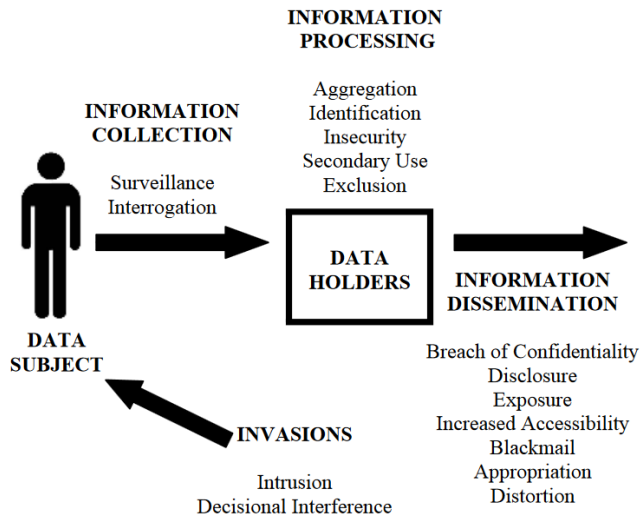 INFORMATION
PROCESSING
Aggregation
Identification
Insecurity
Secondary Use
Exclusion
INFORMATION
COLLECTION
Surveillance
Interrogation
DATA
HOLDERS
INFORMATION
DISSEMINATION
Breach of Confidentiality
Disclosure
Exposure
Increased Accessibility
Blackmail
Appropriation
Distortion
DATA
SUBJECT
INVASIONS
Intrusion
Decisional Interference